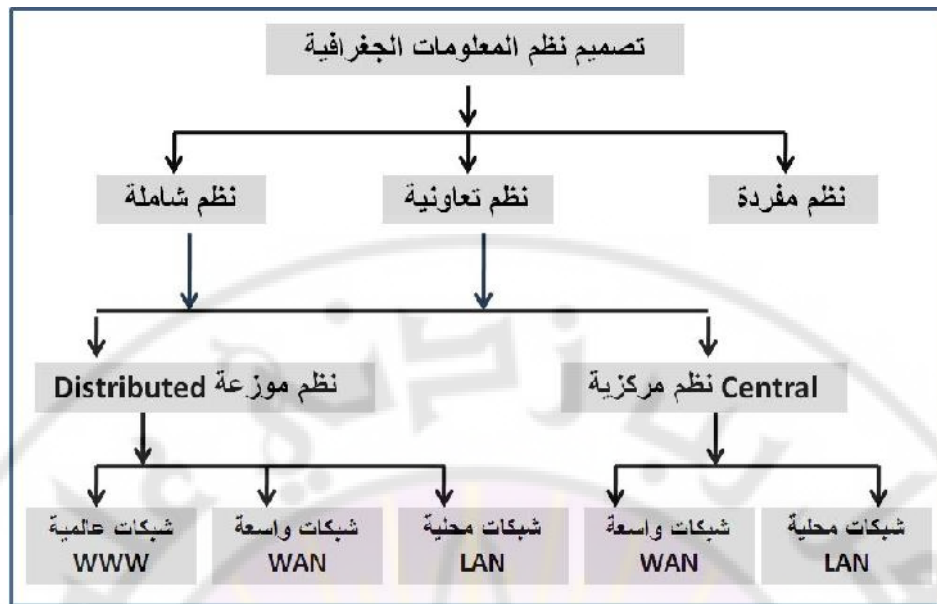 تصميم نظم المعلومات الجغرافية
نظم مفردة
نظم تعاونية
نظم شاملة
نظم مركزية Central
نظم موزعة Distributed
شبكات محلية
LAN
شبكات واسعة
WAN
شبكات محلية
LAN
شبكات واسعة
WAN
شبكات عالمية
WWW